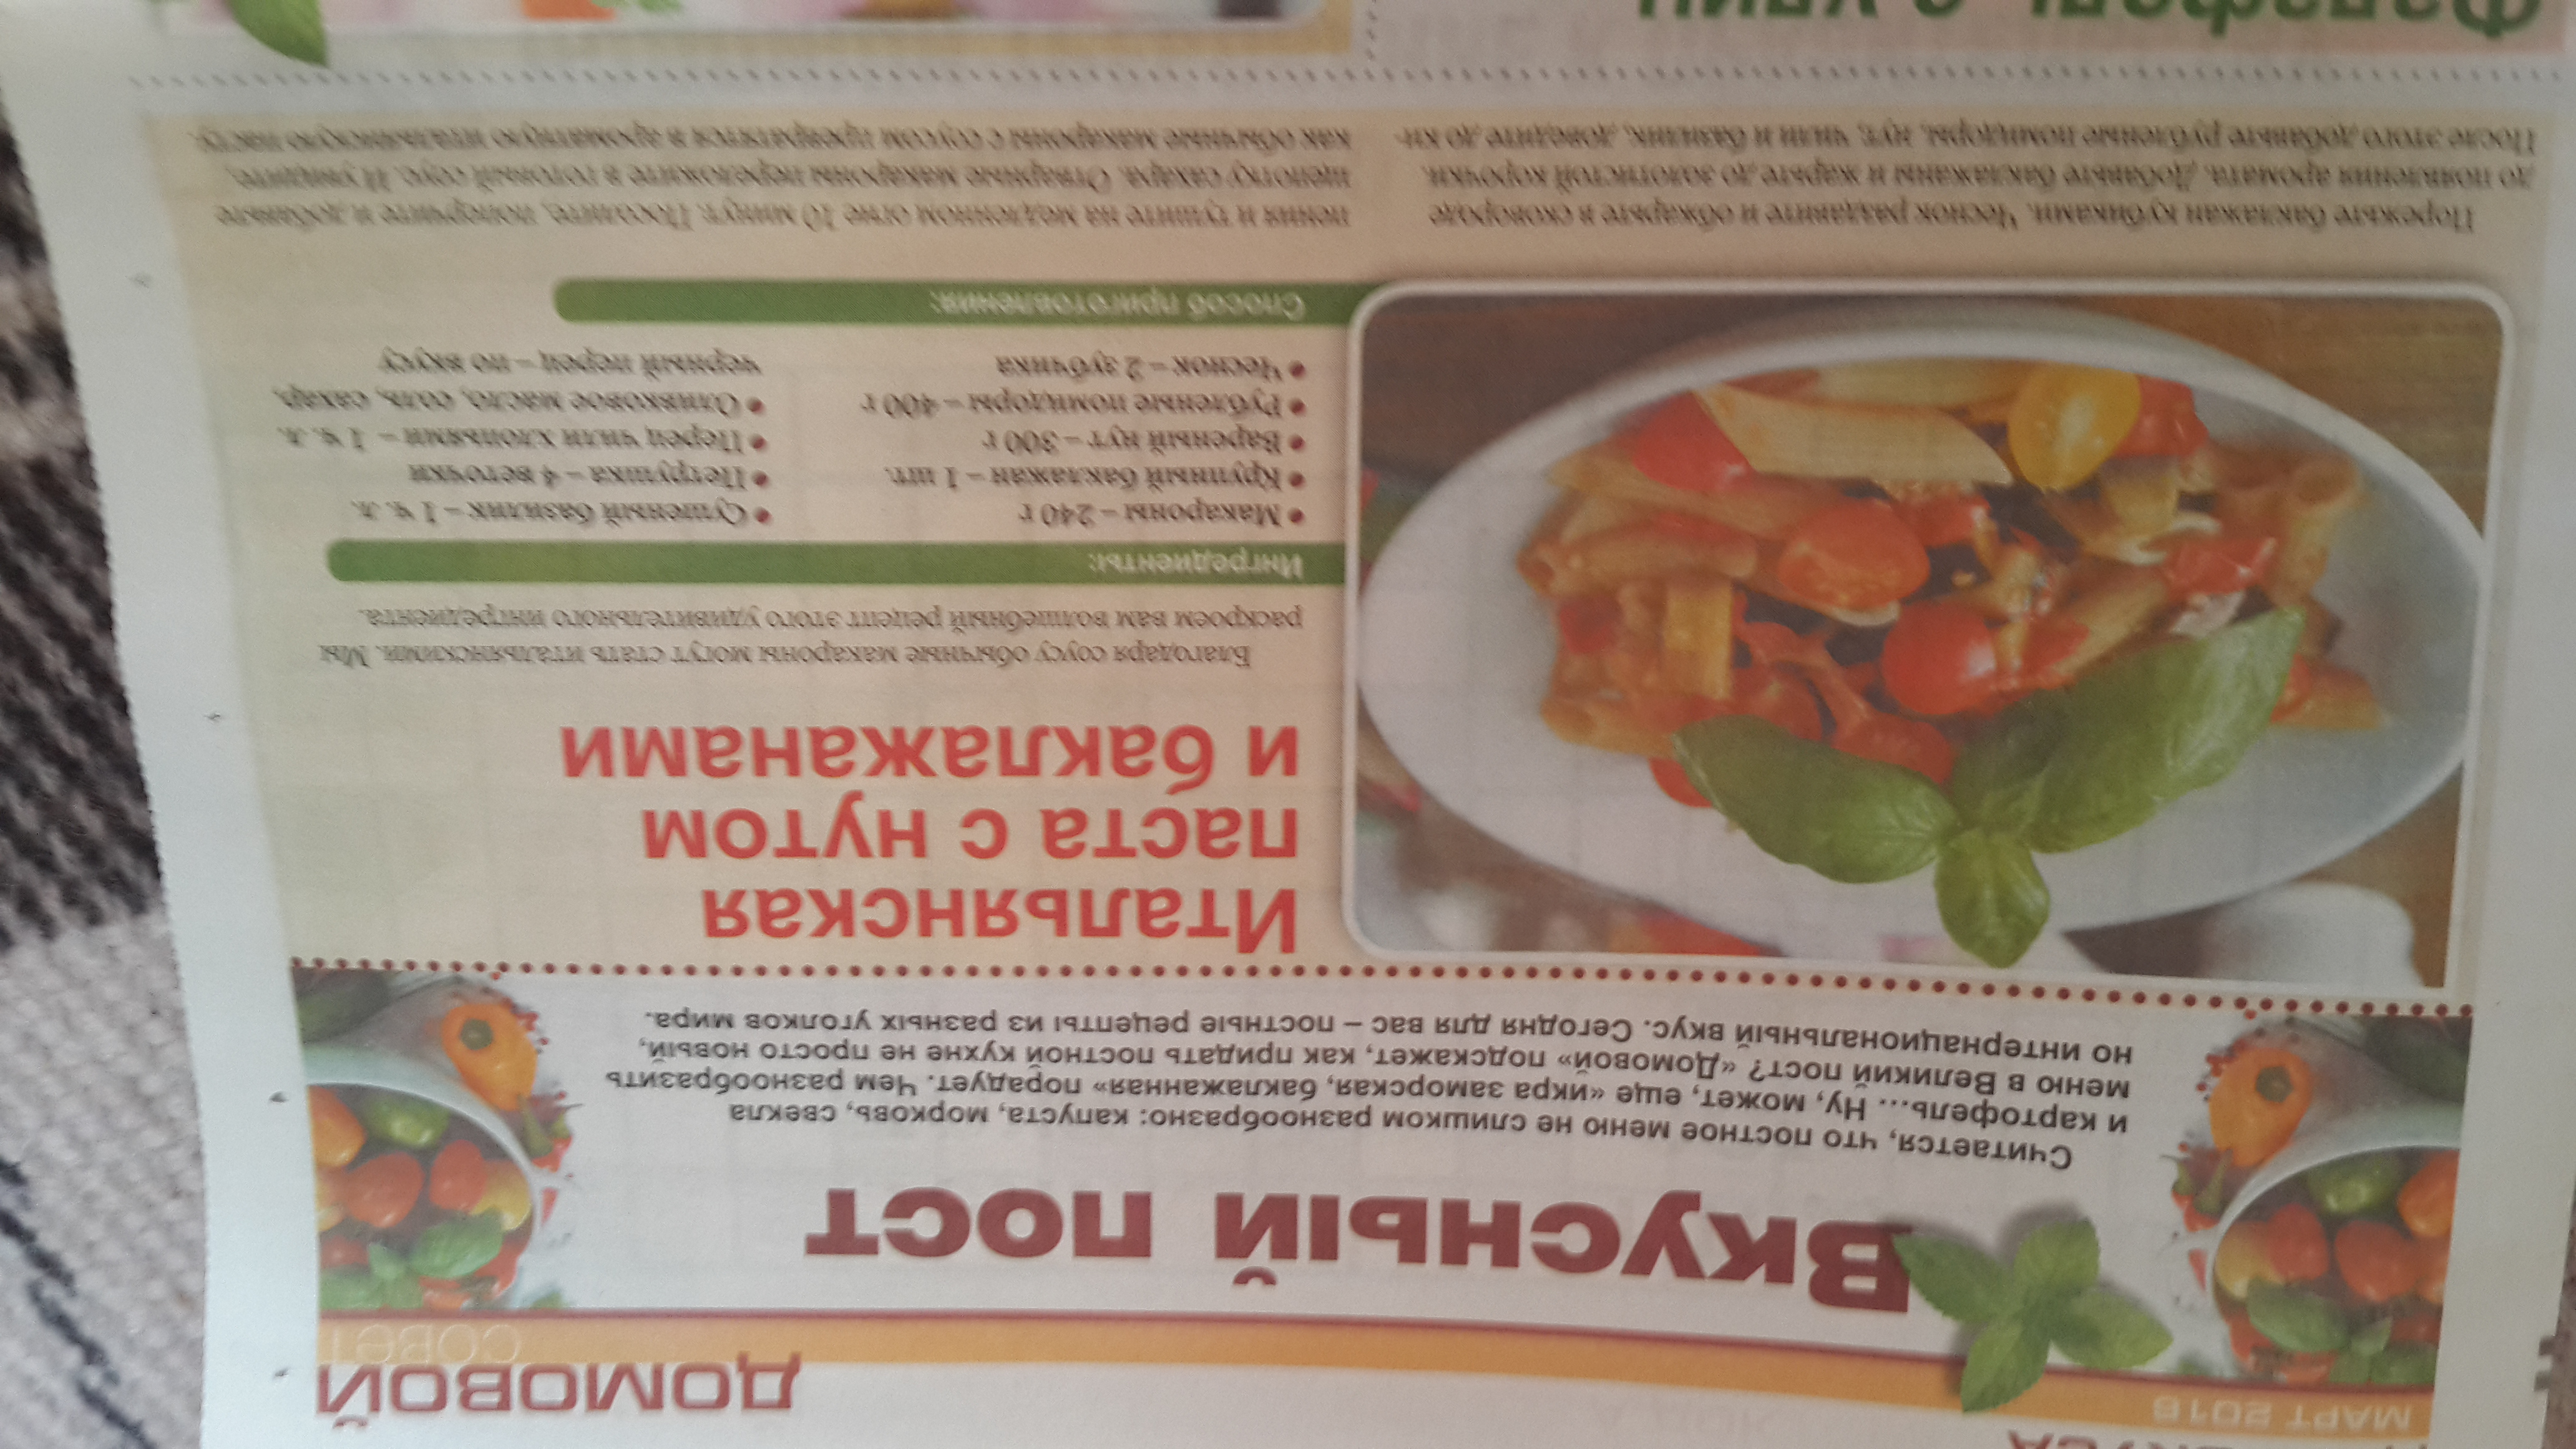 ВКУСА
МАРТ 2016
ДОМОВОЙ
совет
Вкусный пост
Считается, что постное меню не слишком разнообразно: капуста, морковь, свекла
и картофель... Ну, может, еще «икра заморская, баклажанная» порадует. Чем разнообразить
меню в Великий пост? «Домовой» подскажет, как придать постной кухне не просто новый,
но интернациональный вкус. Сегодня для вас – постные рецепты из разных уголков мира.
Итальянская
паста с нутом
и баклажанами
Благодаря соусу обычные макароны могут стать итальянскими. Мы
раскроем вам волшебный рецепт этого удивительного ингредиента.
Ингредиенты:
• Макароны – 240 г
• Крупный баклажан – 1 шт.
• Вареный нут – 300 г
• Рубленые помидоры – 400 г
• Чеснок – 2 зубчика
• Сушеный базилик – 1 ч. л.
• Петрушка – 4 веточки
• Перец чили хлопьями – 1 ч. л.
• Оливковое масло, соль, сахар,
черный перец – по вкусу
Способ приготовления:
Порежьте баклажан кубиками. Чеснок раздавите и обжарьте в сковороде
до появления аромата. Добавьте баклажаны и жарьте до золотистой корочки.
После этого добавьте рубленые помидоры, нут, чили и базилик, доведите до ки-
пения и тушите на медленном огне 10 минут. Посолите, поперчите и добавьте
щепотку сахара. Отварные макароны переложите в готовый соус. И увидите,
как обычные макароны с соусом превратятся в ароматную итальянскую пасту.
Фалафель с улиц